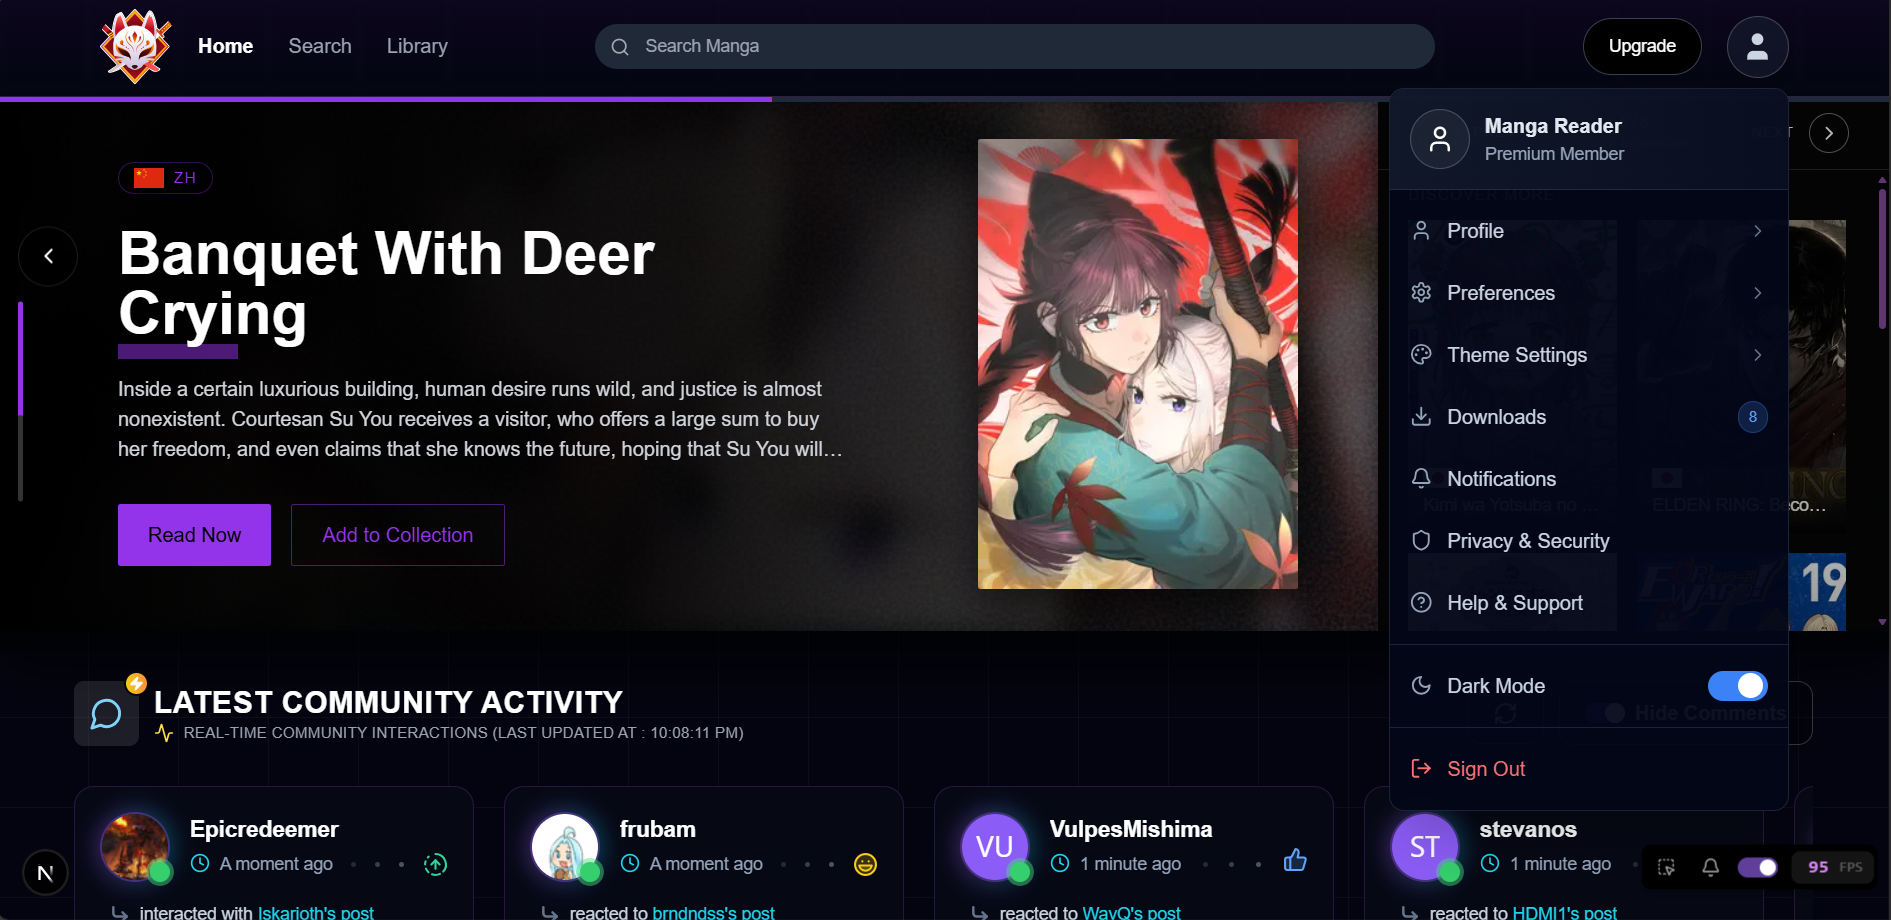 Home
Search
Library
Search Manga
Upgrade
Manga Reader
Premium Member
DISCOVER MORE
Profile
Preferences
Theme Settings
Downloads
8
Notifications
Privacy & Security
Help & Support
Dark Mode
Sign Out
ZH
Banquet With Deer
Crying
Inside a certain luxurious building, human desire runs wild, and justice is almost
nonexistent. Courtesan Su You receives a visitor, who offers a large sum to buy
her freedom, and even claims that she knows the future, hoping that Su You will…
Read Now
Add to Collection
Kimi wa Yotsuba no ...
ELDEN RING: Beco...
19
LATEST COMMUNITY ACTIVITY
REAL-TIME COMMUNITY INTERACTIONS (LAST UPDATED AT : 10:08:11 PM)
Hide Comments
Epicredeemer
A moment ago
interacted with Iskarioth's post
frubam
A moment ago
reacted to brndndss's post
VU
VulpesMishima
1 minute ago
reacted to WayQ's post
ST
stevanos
1 minute ago
reacted to HDMI1's post
N
95 FPS